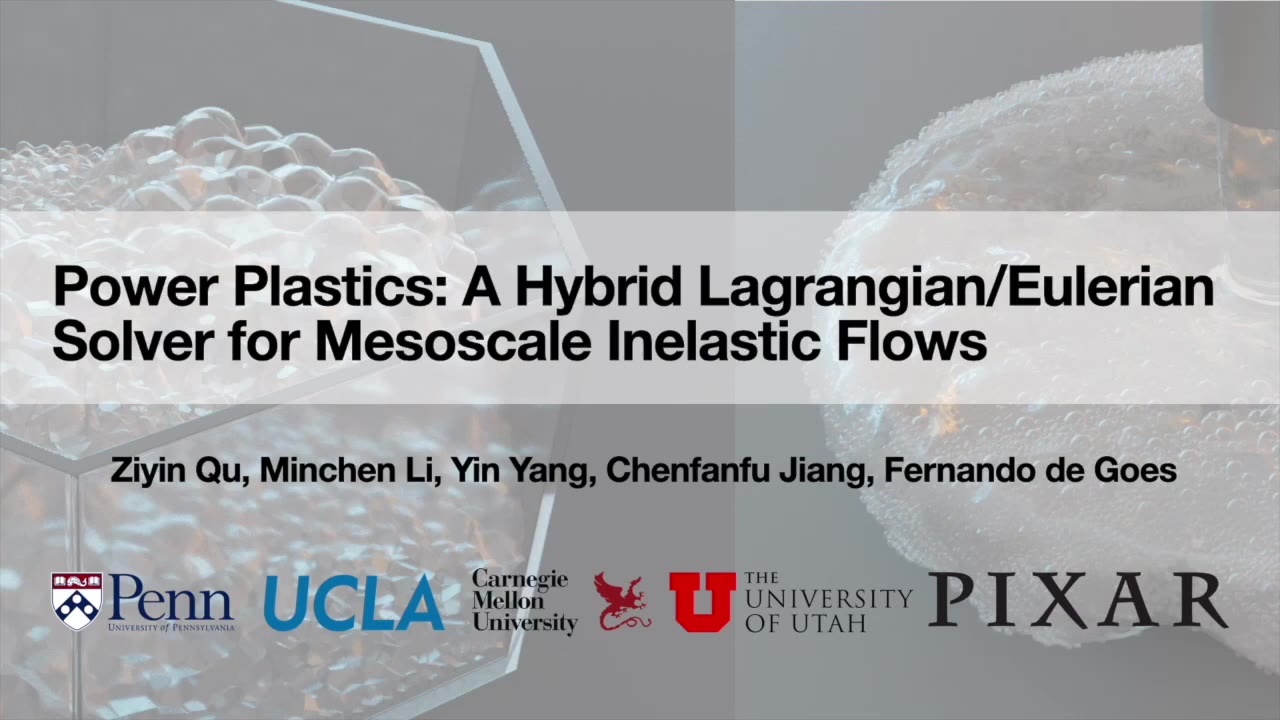 Power Plastics: A Hybrid Lagrangian/Eulerian
Solver for Mesoscale Inelastic Flows
Ziyin Qu, Minchen Li, Yin Yang, Chenfanfu Jiang, Fernando de Goes
Penn
UNIVERSITY of PENNSYLVANIA
UCLA
Carnegie
Mellon
University
U
THE
UNIVERSITY
OF UTAH
PIXAR